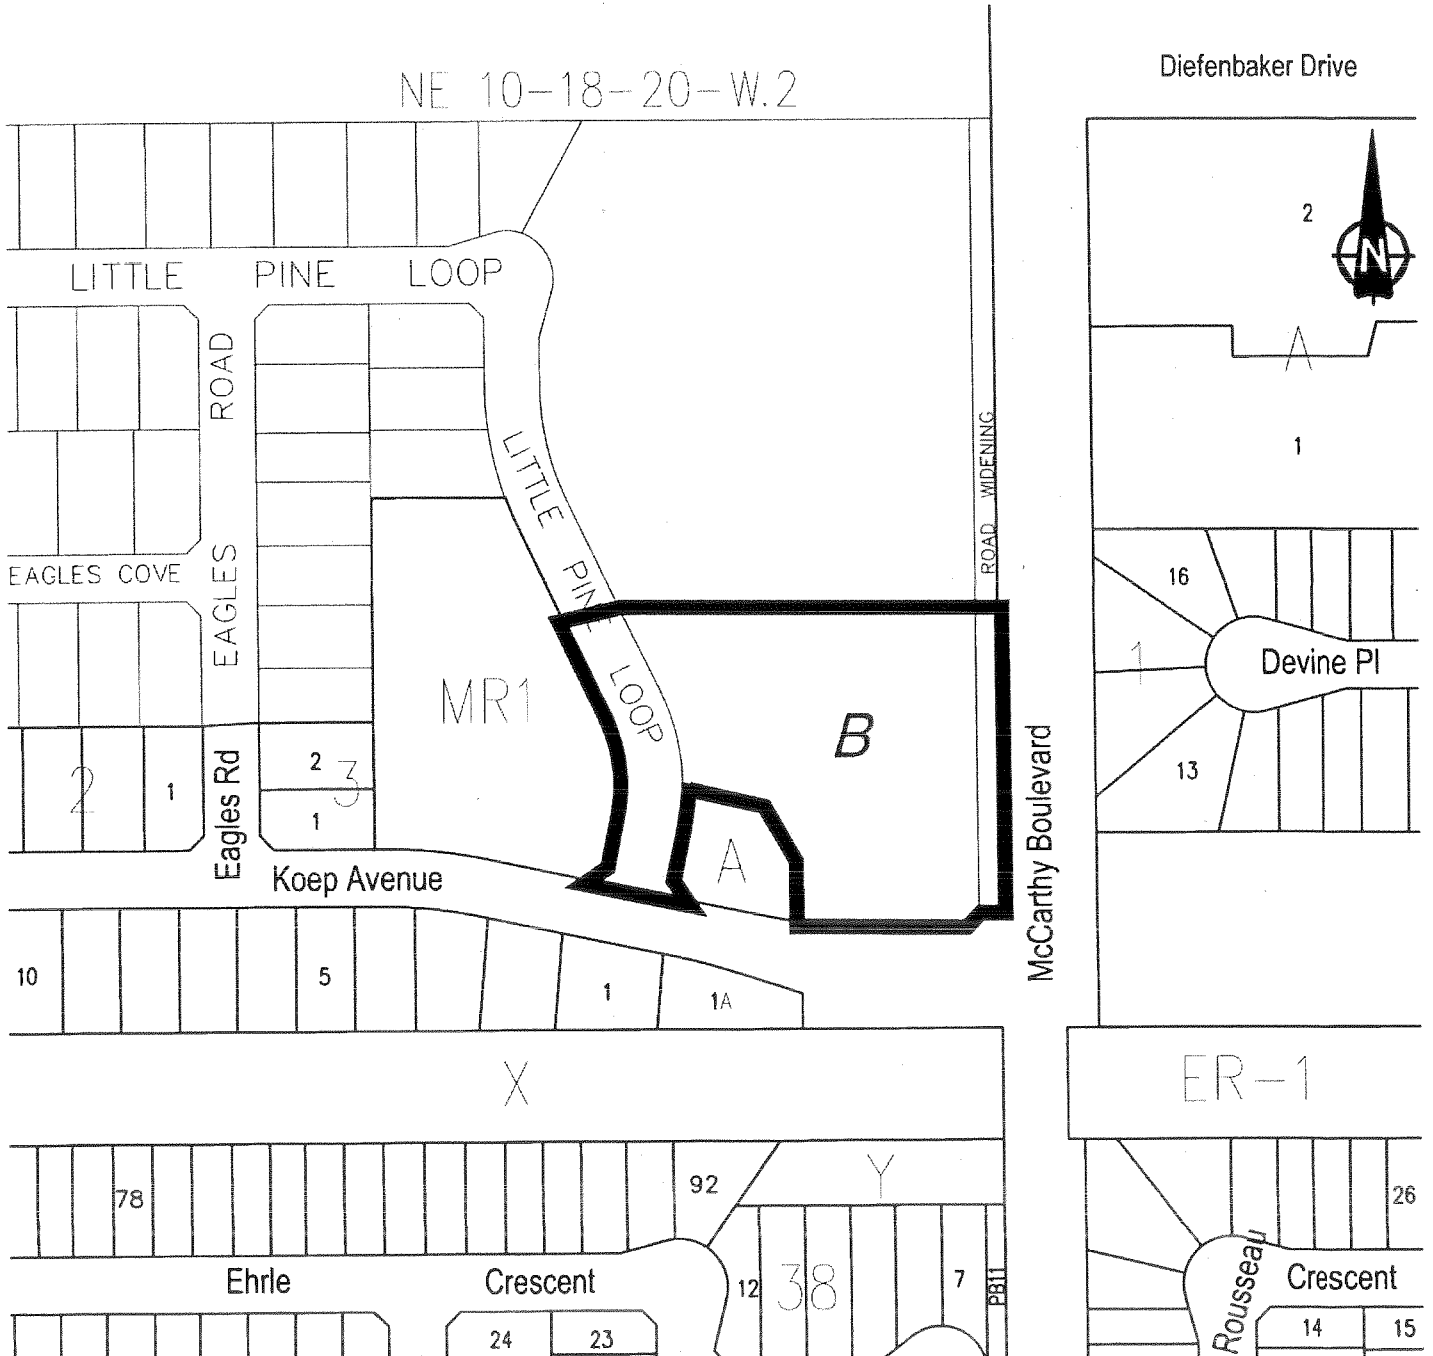 Diefenbaker Drive
NE 10-18-20-W.2
2
N
LITTLE PINE LOOP
ROAD
A
ROAD WIDENING
1
LITTLE PINE LOOP
EAGLES
EAGLES COVE
16
1
Devine Pl
MR1
B
2
1
Eagles Rd
2
3
1
13
McCarthy Boulevard
A
Koep Avenue
10
5
1
1A
X
ER-1
78
92
Y
26
Ehrle Crescent
12
38
7
PB11
Rousseau
Crescent
24
23
14
15